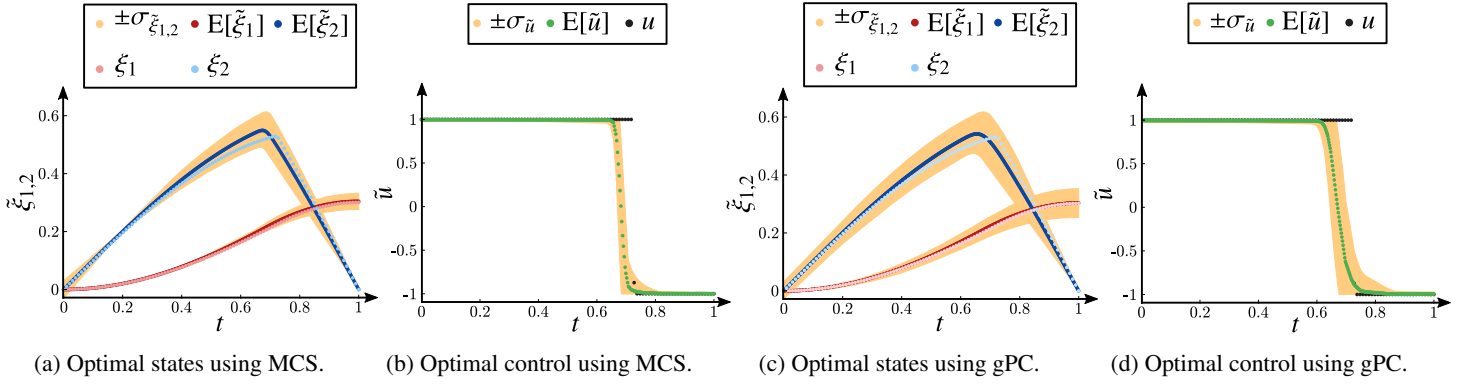 ±σ_ξ̃1,2 E[ξ̃1] E[ξ̃2]
ξ1 ξ2
0.6
0.4
0.2
0
ξ̃1,2
0 0.2 0.4 0.6 0.8 1
t
(a) Optimal states using MCS.
±σ_ũ E[ũ] u
1
0.5
0
-0.5
-1
ũ
0 0.2 0.4 0.6 0.8 1
t
(b) Optimal control using MCS.
±σ_ξ̃1,2 E[ξ̃1] E[ξ̃2]
ξ1 ξ2
0.6
0.4
0.2
0
ξ̃1,2
0 0.2 0.4 0.6 0.8 1
t
(c) Optimal states using gPC.
±σ_ũ E[ũ] u
1
0.5
0
-0.5
-1
ũ
0 0.2 0.4 0.6 0.8 1
t
(d) Optimal control using gPC.